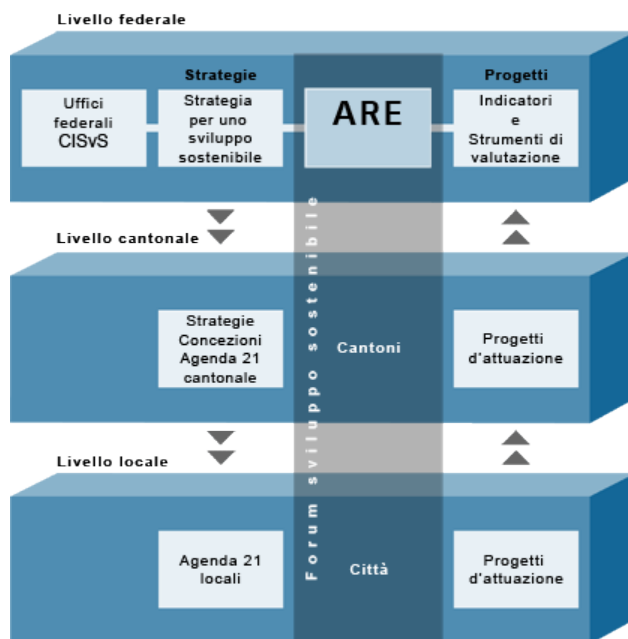 Livello federale
Strategie
Progetti
Uffici
federali
CISvS
Strategia
per uno
sviluppo
sostenibile
ARE
Indicatori
e
Strumenti di
valutazione
Forum sviluppo sostenibile
Livello cantonale
Strategie
Concezioni
Agenda 21
cantonale
Cantoni
Progetti
d'attuazione
Livello locale
Agenda 21
locali
Città
Progetti
d'attuazione